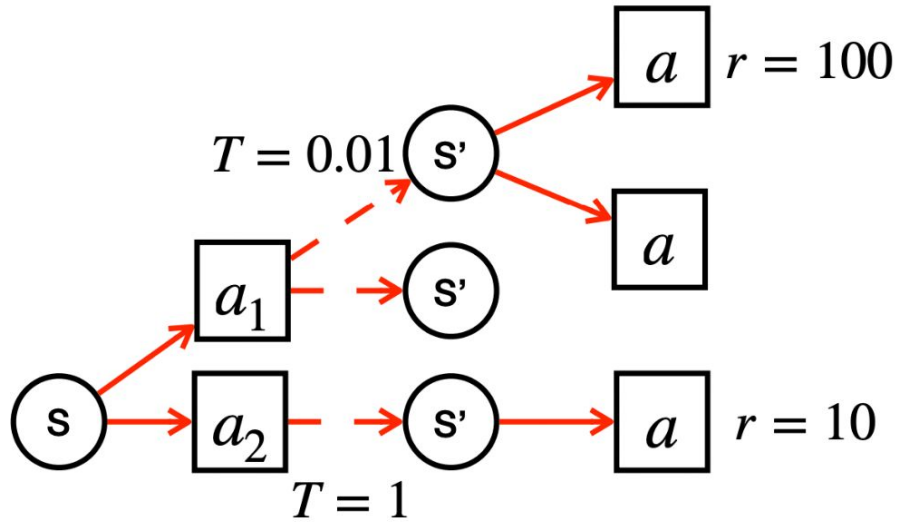 a r = 100
T = 0.01 s'
a
a₁ s'
s a₂ s' a r = 10
T = 1